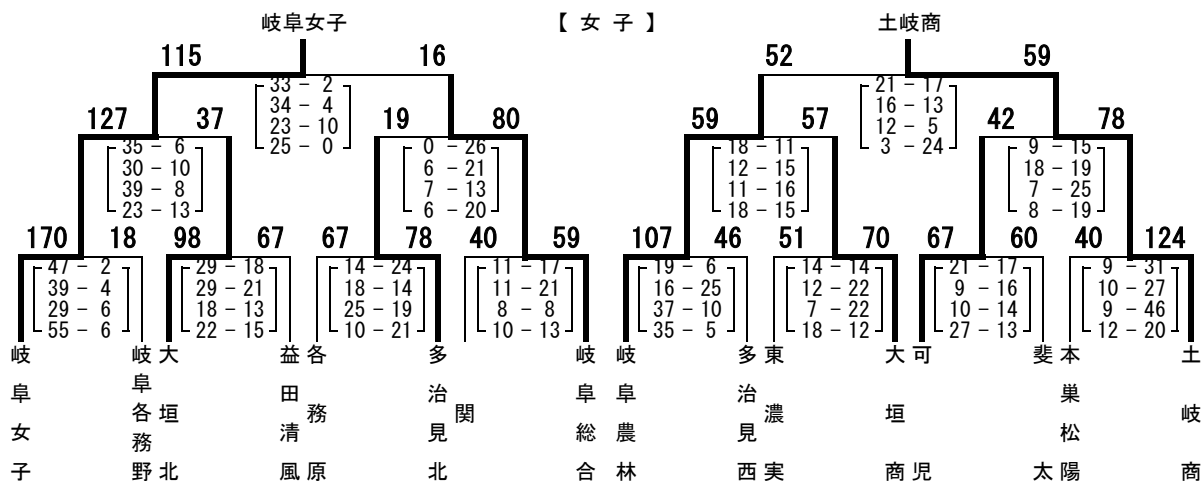 岐阜女子 【 女 子 】 土岐商
115 16 52 59
33 - 2 21 - 17
34 - 4 16 - 13
23 - 10 12 - 5
25 - 0 3 - 24
127 37 19 80 59 57 42 78
35 - 6 0 - 26 18 - 11 9 - 15
30 - 10 6 - 21 12 - 15 18 - 19
39 - 8 7 - 13 11 - 16 7 - 25
23 - 13 6 - 20 18 - 15 8 - 19
170 18 98 67 67 78 40 59 107 46 51 70 67 60 40 124
47 - 2 29 - 18 14 - 24 11 - 17 19 - 6 14 - 14 21 - 17 9 - 31
39 - 4 29 - 21 18 - 14 11 - 21 16 - 25 12 - 22 9 - 16 10 - 27
29 - 6 18 - 13 25 - 19 8 - 8 37 - 10 7 - 22 10 - 14 9 - 46
55 - 6 22 - 15 10 - 21 10 - 13 35 - 5 18 - 12 27 - 13 12 - 20
岐阜女子
岐阜各務野
大垣北
益田清風
各務原
多治見北
関
岐阜総合
岐阜農林
多治見西
東濃実
大垣商
可児
斐太
本巣松陽
土岐商